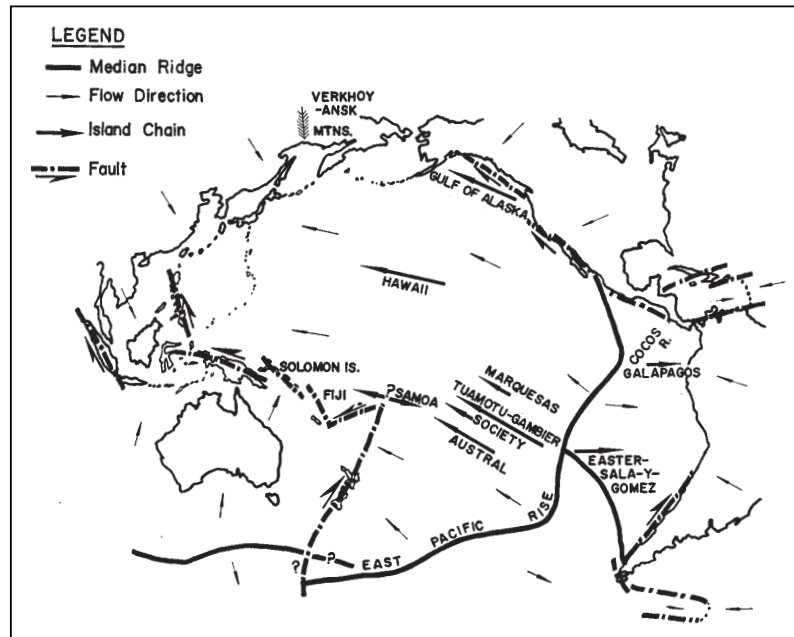 LEGEND
Median Ridge
Flow Direction
Island Chain
Fault
VERKHOY
-ANSK
MTNS.
GULF OF ALASKA
HAWAII
COCOS
R.
GALAPAGOS
SOLOMON IS.
FIJI
?
SAMOA
MARQUESAS
TUAMOTU-GAMBIER
SOCIETY
AUSTRAL
EASTER-
SALA-Y-
GOMEZ
EAST PACIFIC RISE
?
?